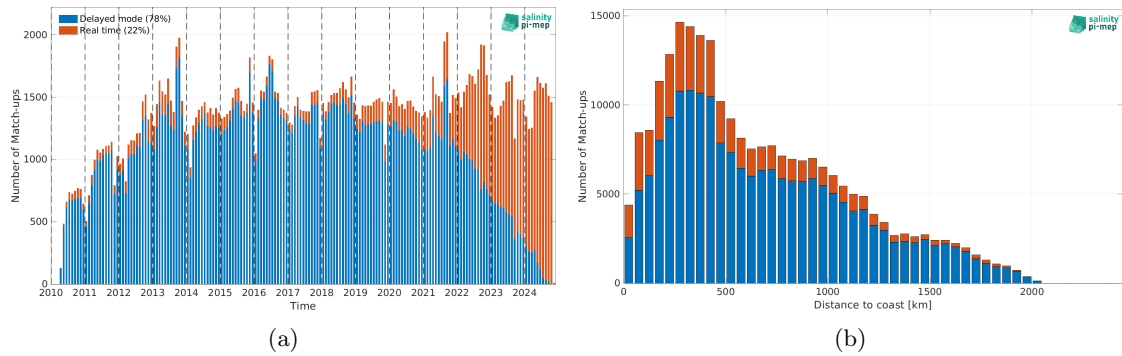 Delayed mode (78%)
Real time (22%)
salinity
pi-mep
Number of Match-ups
2000
1500
1000
500
0
2010 2011 2012 2013 2014 2015 2016 2017 2018 2019 2020 2021 2022 2023 2024
Time
(a)
salinity
pi-mep
Number of Match-ups
15000
10000
5000
0
0 500 1000 1500 2000
Distance to coast [km]
(b)